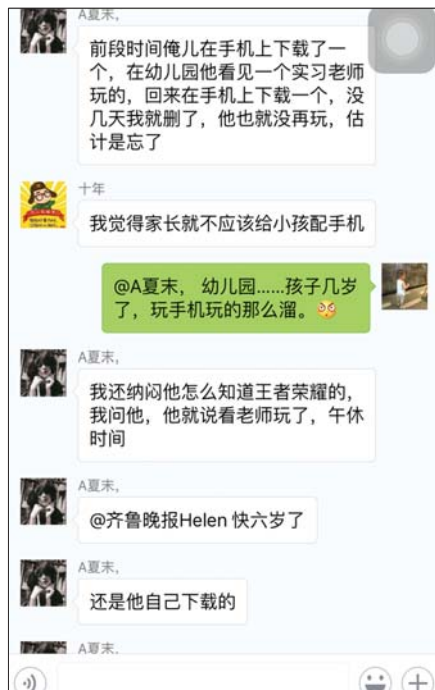 A夏末,
前段时间俺儿在手机上下载了一
个，在幼儿园他看见一个实习老师
玩的，回来在手机上下载一个，没
几天我就删了，他也就没再玩，估
计是忘了
十年
我觉得家长就不应该给小孩配手机
@A夏末， 幼儿园......孩子几岁
了，玩手机玩的那么溜。
A夏末,
我还纳闷他怎么知道王者荣耀的，
我问他，他就说看老师玩了，午休
时间
A夏末,
@齐鲁晚报Helen 快六岁了
A夏末,
还是他自己下载的
A夏末,